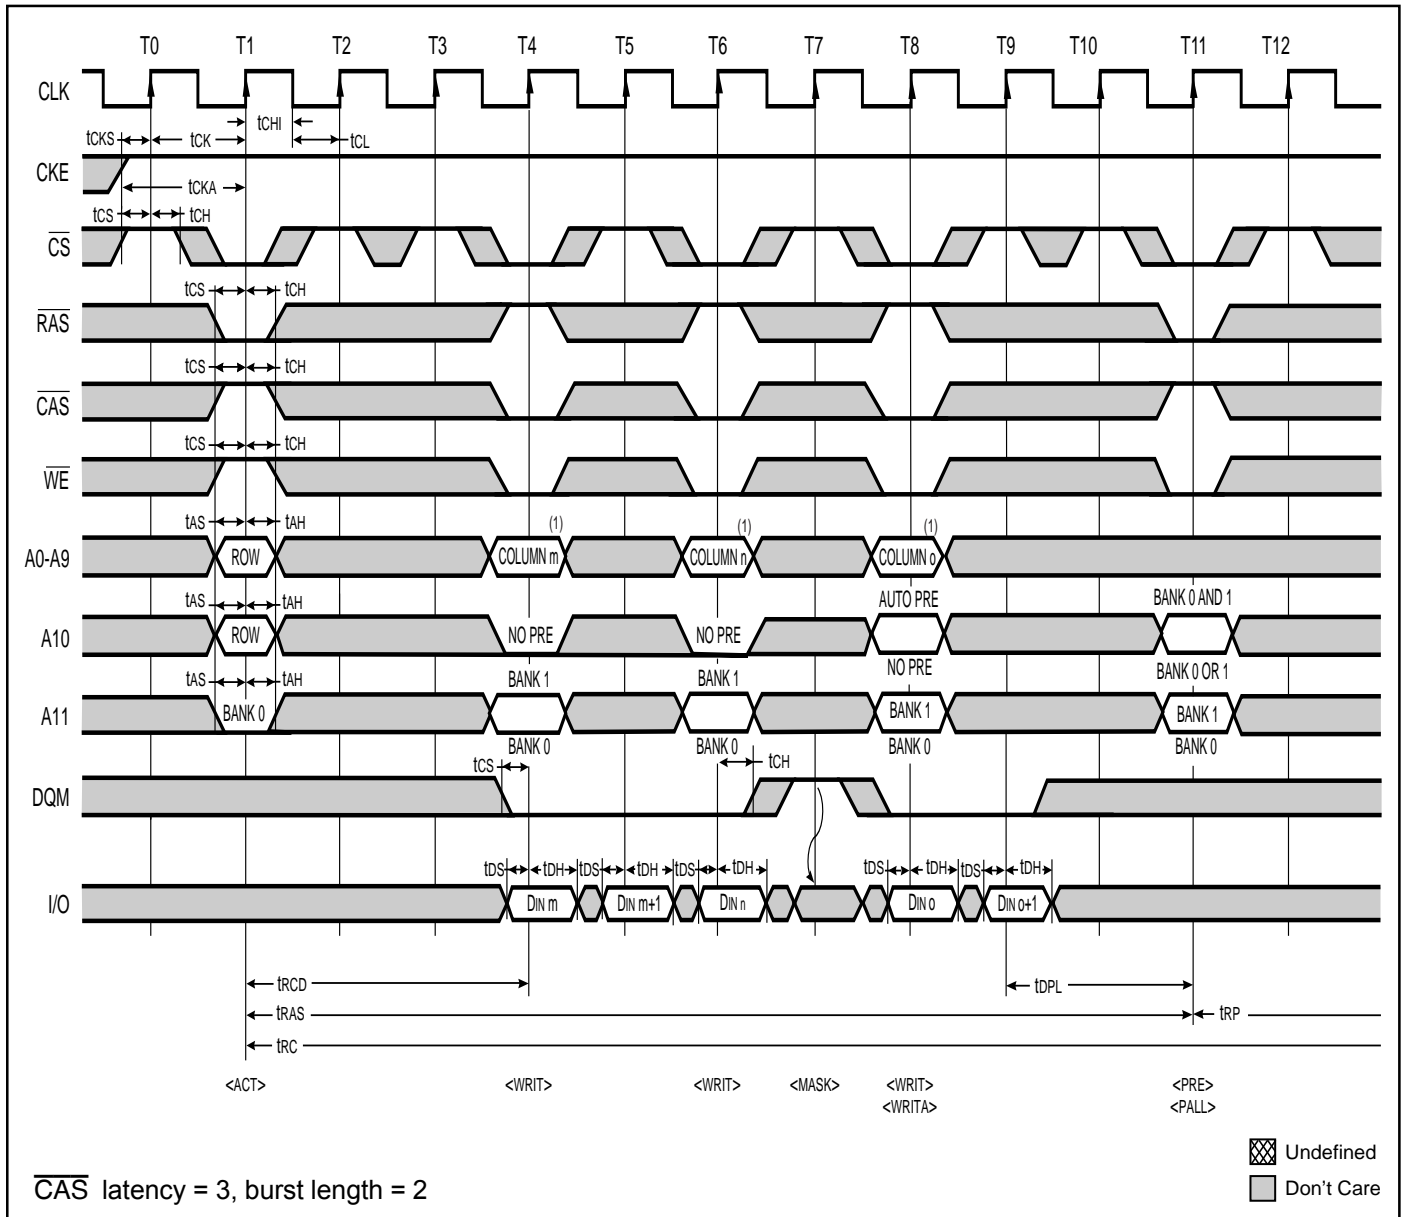 T0 T1 T2 T3 T4 T5 T6 T7 T8 T9 T10 T11 T12
CLK
tCHI
tCKS tCK tCL
CKE
tCKA
tCS tCH
CS
tCS tCH
RAS
tCS tCH
CAS
tCS tCH
WE
tAS tAH (1) (1) (1)
A0-A9 ROW COLUMN m COLUMN n COLUMN o
tAS tAH AUTO PRE BANK 0 AND 1
A10 ROW NO PRE NO PRE
NO PRE BANK 0 OR 1
tAS tAH BANK 1 BANK 1
A11 BANK 0 BANK 1 BANK 1
BANK 0 BANK 0 BANK 0 BANK 0
tCS tCH
DQM
tDS tDH tDS tDH tDS tDH tDS tDH tDS tDH
I/O DIN m DIN m+1 DIN n DIN o DIN o+1
tRCD tDPL
tRAS tRP
tRC
<ACT> <WRIT> <WRIT> <MASK> <WRIT> <PRE>
<WRITA> <PALL>
Undefined
Don't Care
CAS latency = 3, burst length = 2